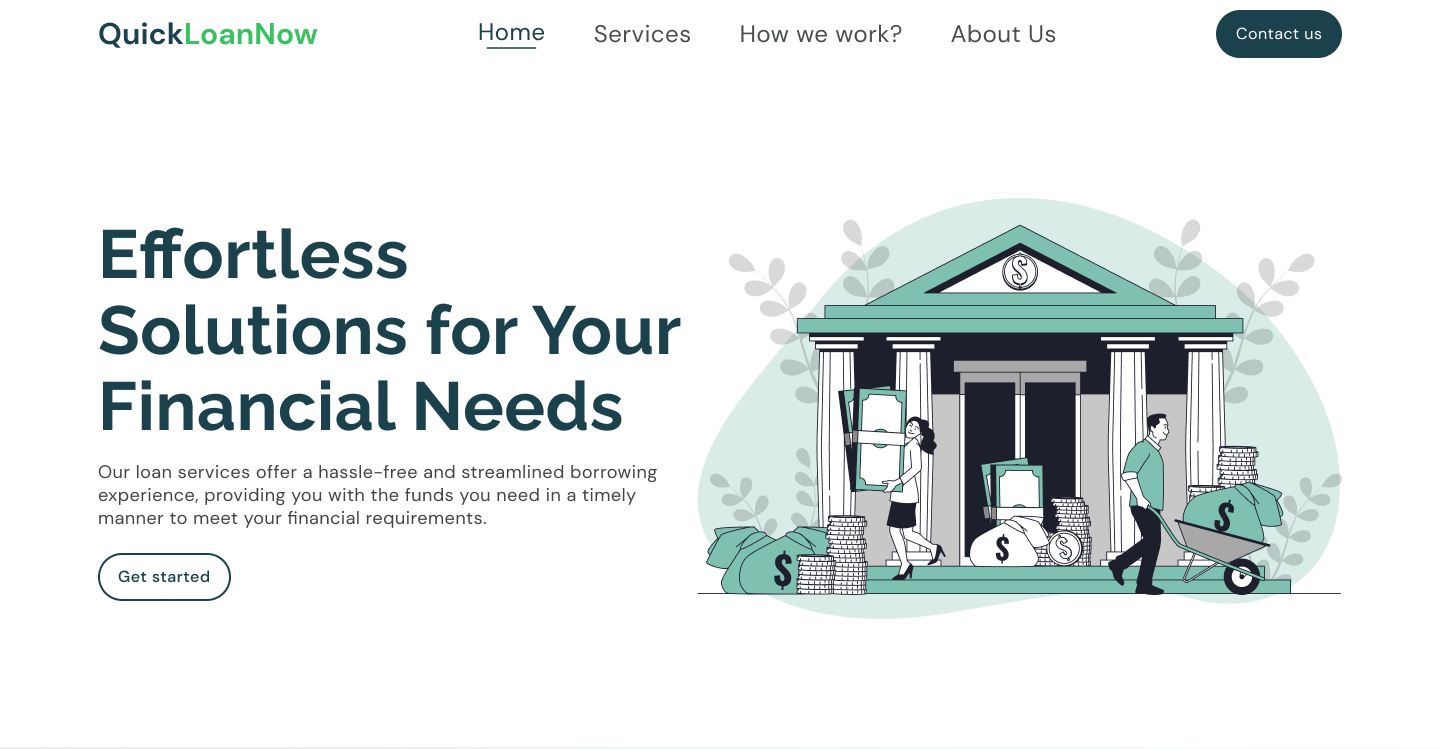 QuickLoanNow
Home
Services
How we work?
About Us
Contact us
Effortless
Solutions for Your
Financial Needs
Our loan services offer a hassle-free and streamlined borrowing
experience, providing you with the funds you need in a timely
manner to meet your financial requirements.
Get started
$
$
$
$
$